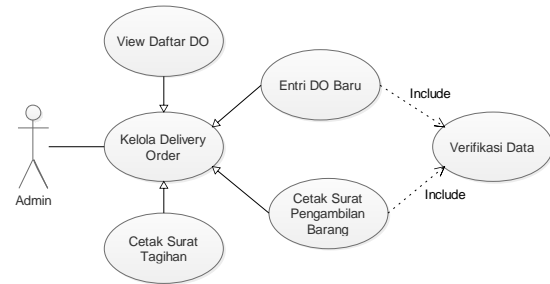 View Daftar DO
Entri DO Baru
Include
Kelola Delivery
Order
Verifikasi Data
Admin
Include
Cetak Surat
Pengambilan
Barang
Cetak Surat
Tagihan